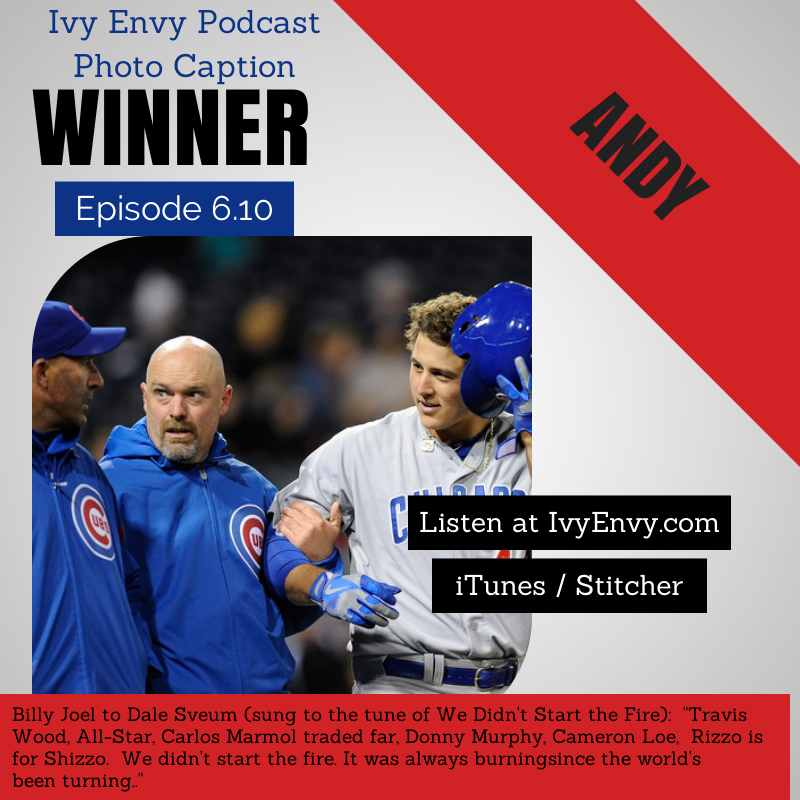 Ivy Envy Podcast
Photo Caption
WINNER
Episode 6.10
ANDY
CUBS
CUBS
CHICAGO
Listen at IvyEnvy.com
iTunes / Stitcher
Billy Joel to Dale Sveum (sung to the tune of We Didn't Start the Fire):  "Travis
Wood, All-Star, Carlos Marmol traded far, Donny Murphy, Cameron Loe,  Rizzo is
for Shizzo.  We didn't start the fire. It was always burningsince the world's
been turning.."